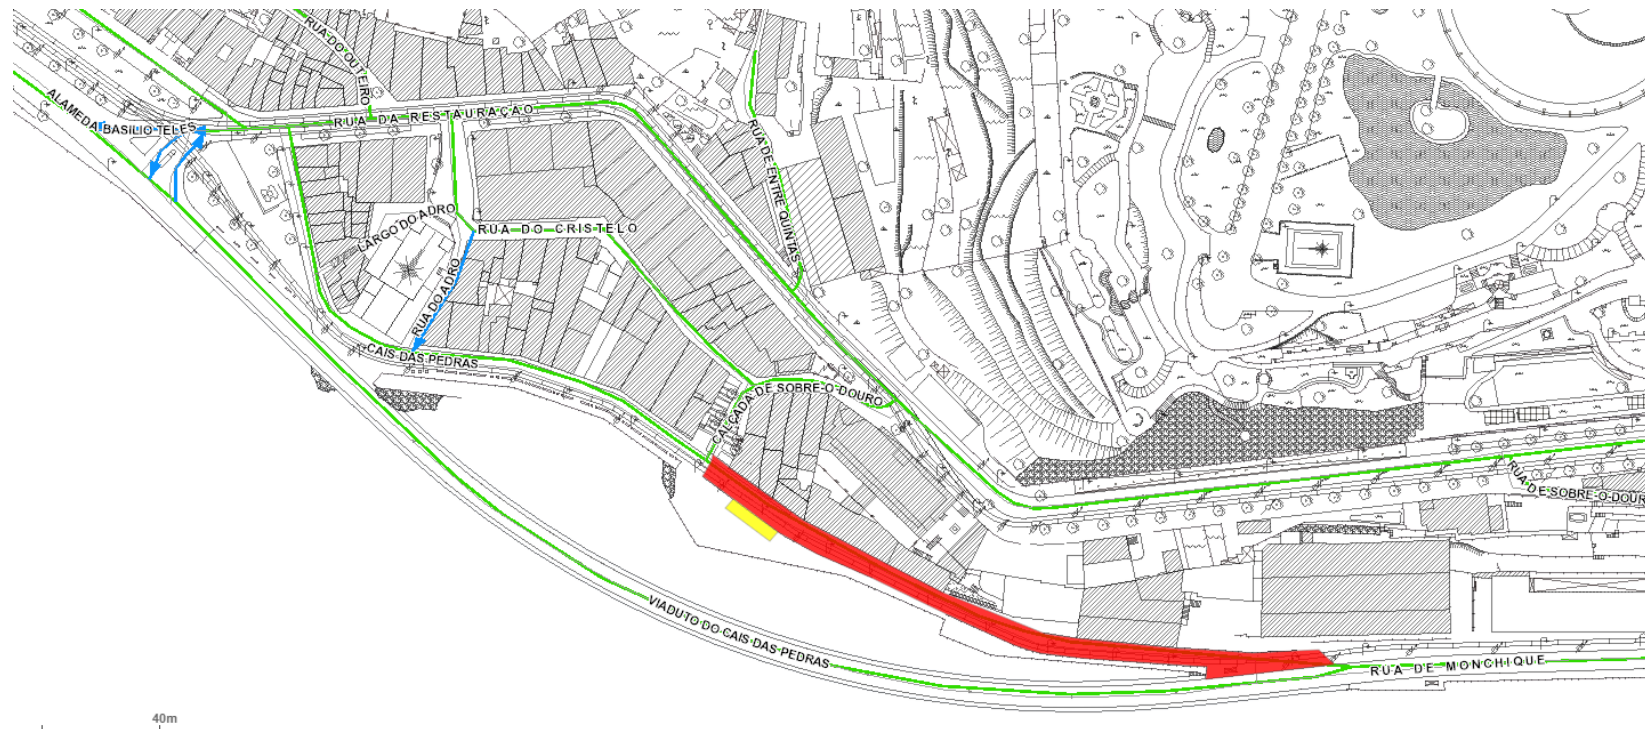 RUA DO OUTEIRO
ALAMEDA BASILIO TELES
RUA DA RESTAURAÇÃO
RUA DE ENTRE QUINTAS
LARGO DO ADRO
RUA DO CRISTELO
RUA DO ADRO
CAIS DAS PEDRAS
CALÇADA DE SOBRE-O-DOURO
RUA DE SOBRE-O-DOUR
VIADUTO DO CAIS DAS PEDRAS
RUA DE MONCHIQUE
40m